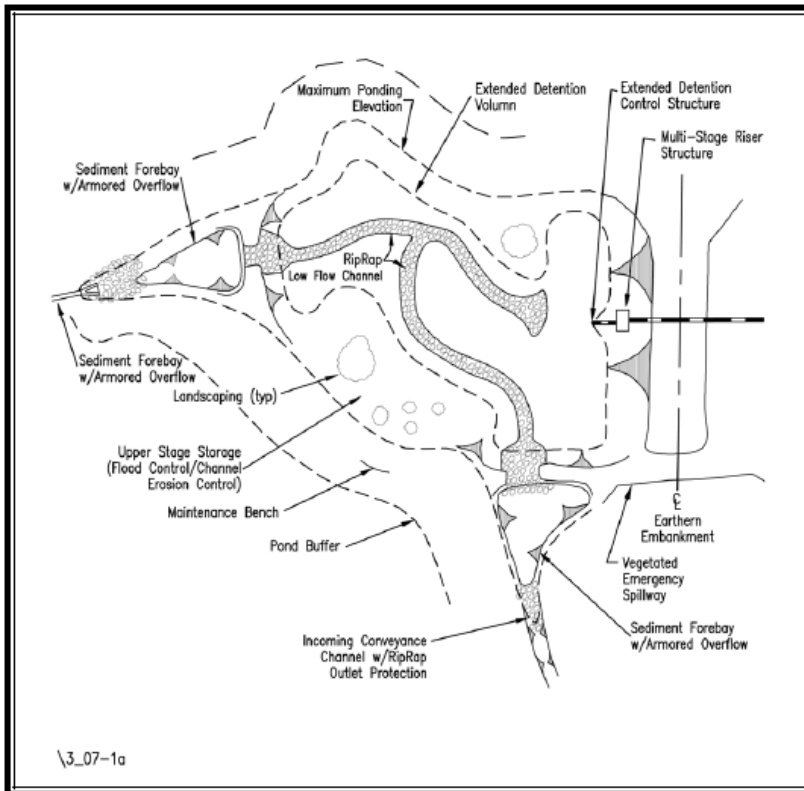 Maximum Ponding
Elevation
Extended Detention
Volumn
Extended Detention
Control Structure
Multi-Stage Riser
Structure
Sediment Forebay
w/Armored Overflow
RipRap
Low Flow Channel
Sediment Forebay
w/Armored Overflow
Landscaping (typ)
Upper Stage Storage
(Flood Control/Channel
Erosion Control)
Maintenance Bench
Pond Buffer
℄
Earthern
Embankment
Vegetated
Emergency
Spillway
Sediment Forebay
w/Armored Overflow
Incoming Conveyance
Channel w/RipRap
Outlet Protection
\3_07-1a